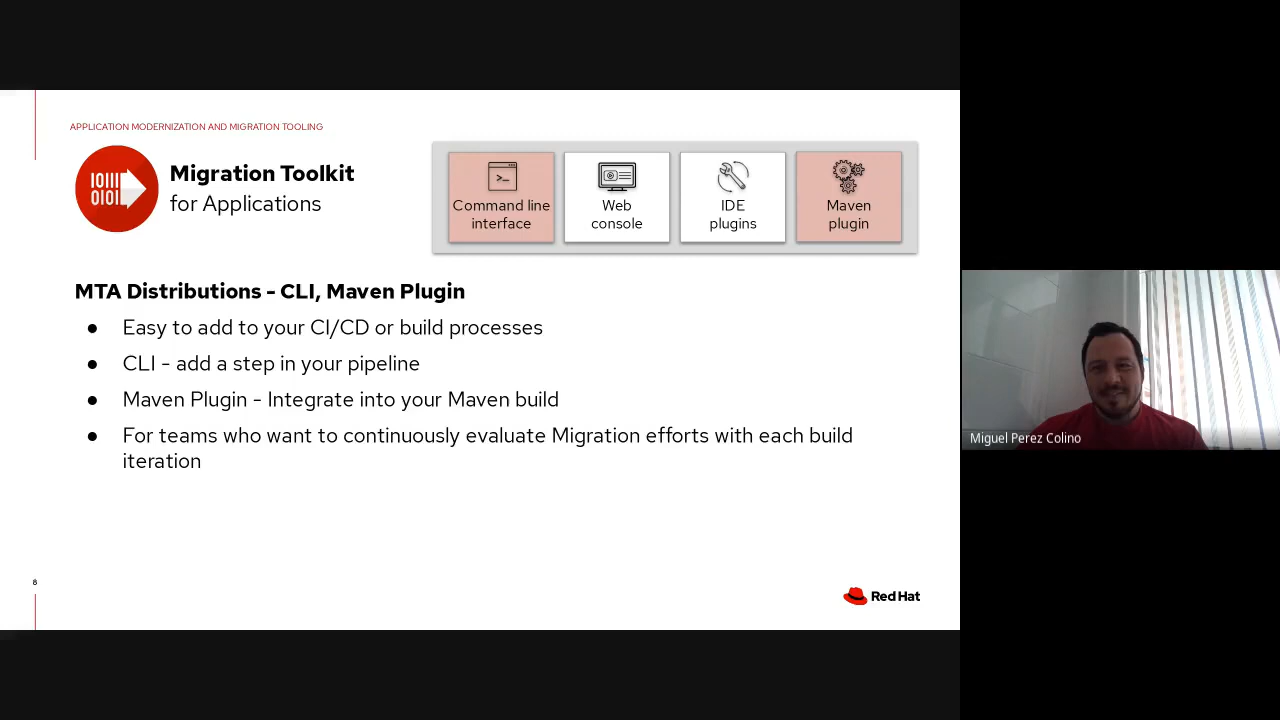 APPLICATION MODERNIZATION AND MIGRATION TOOLING
Migration Toolkit
for Applications
Command line
interface
Web
console
IDE
plugins
Maven
plugin
MTA Distributions - CLI, Maven Plugin
● Easy to add to your CI/CD or build processes
● CLI - add a step in your pipeline
● Maven Plugin - Integrate into your Maven build
● For teams who want to continuously evaluate Migration efforts with each build
iteration
Miguel Perez Colino
8
Red Hat